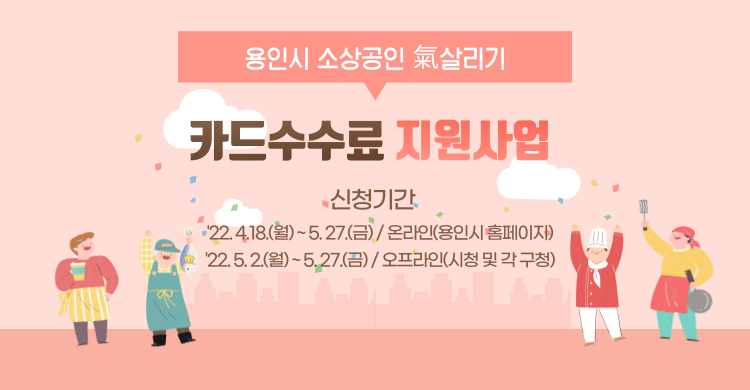 용인시 소상공인 氣살리기
카드수수료 지원사업
신청기간
'22. 4.18.(월) ~ 5. 27.(금) / 온라인(용인시 홈페이지)
'22. 5. 2.(월) ~ 5. 27.(금) / 오프라인(시청 및 각 구청)